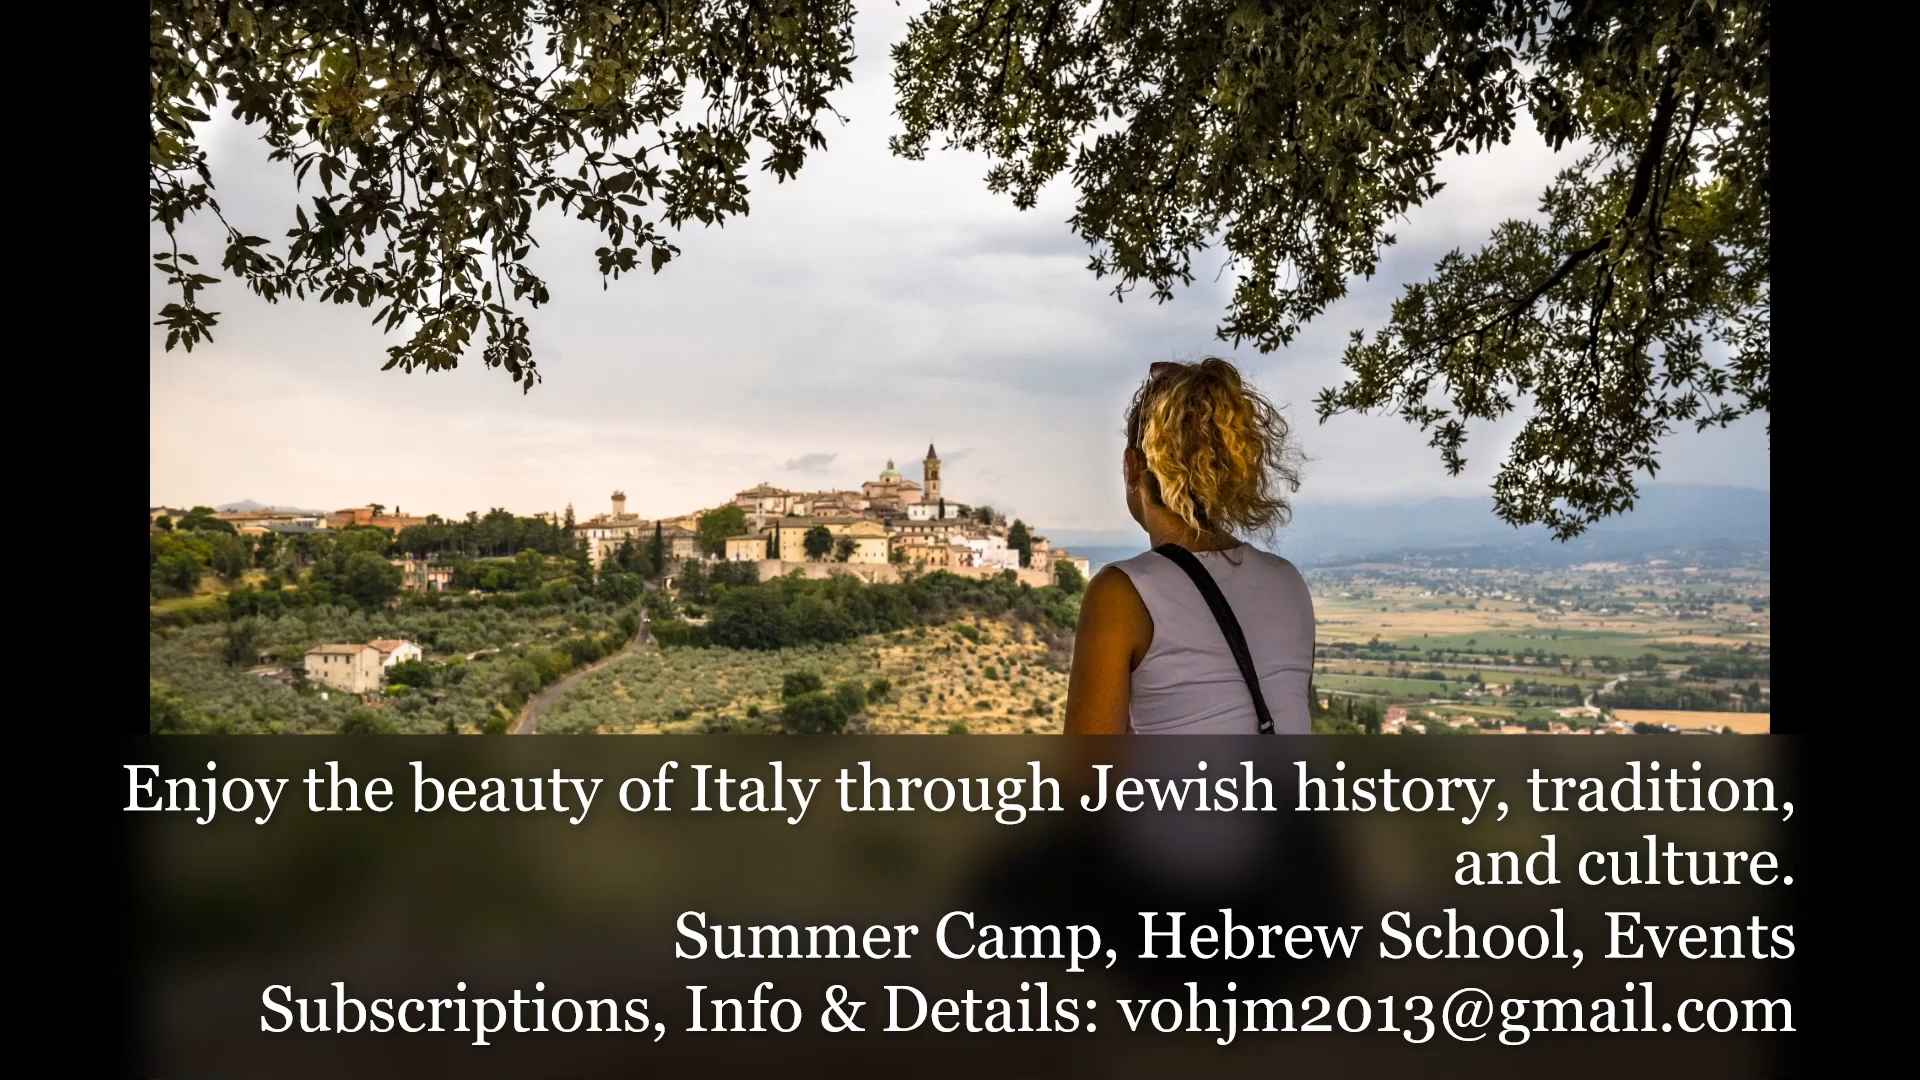 Enjoy the beauty of Italy through Jewish history, tradition,
and culture.
Summer Camp, Hebrew School, Events
Subscriptions, Info & Details: vohjm2013@gmail.com